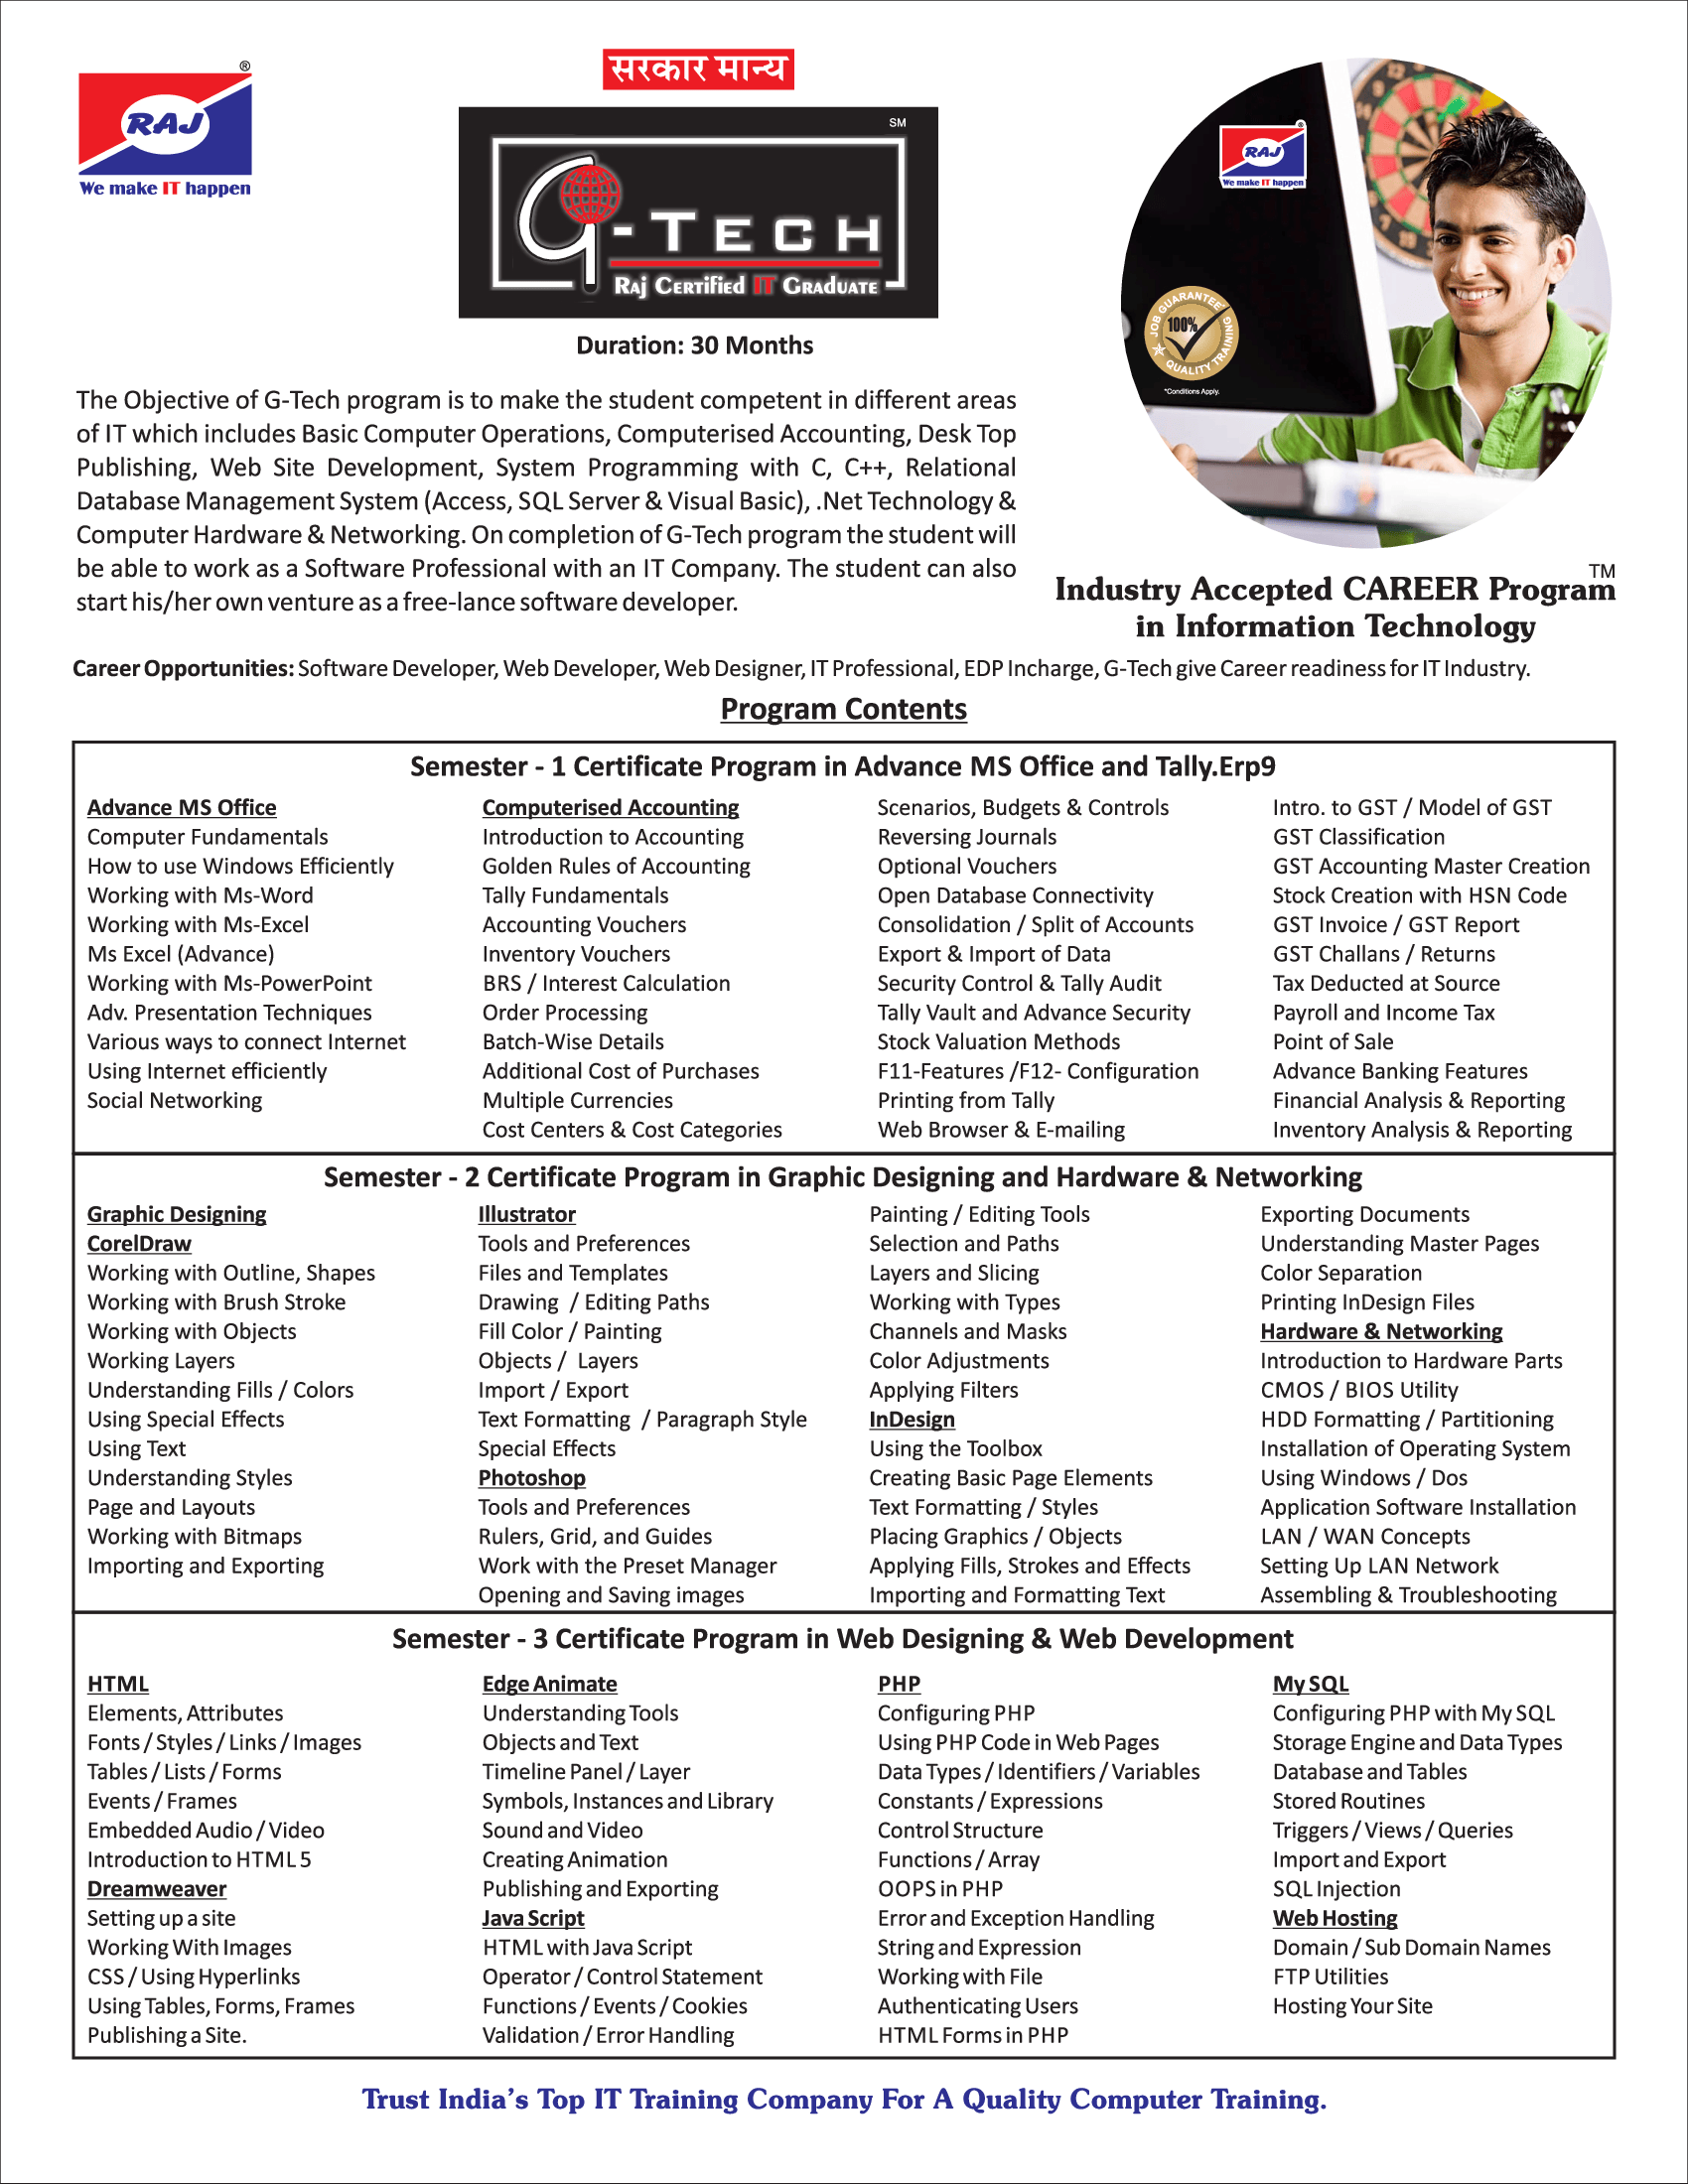 ®
RAJ
We make IT happen
सरकार मान्य
SM
G-TECH
RAJ CERTIFIED IT GRADUATE
Duration: 30 Months
®
RAJ
We make IT happen
JOB GUARANTEE*
100%
QUALITY TRAINING
*Conditions Apply.
The Objective of G-Tech program is to make the student competent in different areas
of IT which includes Basic Computer Operations, Computerised Accounting, Desk Top
Publishing, Web Site Development, System Programming with C, C++, Relational
Database Management System (Access, SQL Server & Visual Basic), .Net Technology &
Computer Hardware & Networking. On completion of G-Tech program the student will
be able to work as a Software Professional with an IT Company. The student can also
start his/her own venture as a free-lance software developer.
Industry Accepted CAREER Program™
in Information Technology
Career Opportunities: Software Developer, Web Developer, Web Designer, IT Professional, EDP Incharge, G-Tech give Career readiness for IT Industry.
Program Contents
Semester - 1 Certificate Program in Advance MS Office and Tally.Erp9
Advance MS Office
Computer Fundamentals
How to use Windows Efficiently
Working with Ms-Word
Working with Ms-Excel
Ms Excel (Advance)
Working with Ms-PowerPoint
Adv. Presentation Techniques
Various ways to connect Internet
Using Internet efficiently
Social Networking
Computerised Accounting
Introduction to Accounting
Golden Rules of Accounting
Tally Fundamentals
Accounting Vouchers
Inventory Vouchers
BRS / Interest Calculation
Order Processing
Batch-Wise Details
Additional Cost of Purchases
Multiple Currencies
Cost Centers & Cost Categories
Scenarios, Budgets & Controls
Reversing Journals
Optional Vouchers
Open Database Connectivity
Consolidation / Split of Accounts
Export & Import of Data
Security Control & Tally Audit
Tally Vault and Advance Security
Stock Valuation Methods
F11-Features /F12- Configuration
Printing from Tally
Web Browser & E-mailing
Intro. to GST / Model of GST
GST Classification
GST Accounting Master Creation
Stock Creation with HSN Code
GST Invoice / GST Report
GST Challans / Returns
Tax Deducted at Source
Payroll and Income Tax
Point of Sale
Advance Banking Features
Financial Analysis & Reporting
Inventory Analysis & Reporting
Semester - 2 Certificate Program in Graphic Designing and Hardware & Networking
Graphic Designing
CorelDraw
Working with Outline, Shapes
Working with Brush Stroke
Working with Objects
Working Layers
Understanding Fills / Colors
Using Special Effects
Using Text
Understanding Styles
Page and Layouts
Working with Bitmaps
Importing and Exporting
Illustrator
Tools and Preferences
Files and Templates
Drawing / Editing Paths
Fill Color / Painting
Objects / Layers
Import / Export
Text Formatting / Paragraph Style
Special Effects
Photoshop
Tools and Preferences
Rulers, Grid, and Guides
Work with the Preset Manager
Opening and Saving images
Painting / Editing Tools
Selection and Paths
Layers and Slicing
Working with Types
Channels and Masks
Color Adjustments
Applying Filters
InDesign
Using the Toolbox
Creating Basic Page Elements
Text Formatting / Styles
Placing Graphics / Objects
Applying Fills, Strokes and Effects
Importing and Formatting Text
Exporting Documents
Understanding Master Pages
Color Separation
Printing InDesign Files
Hardware & Networking
Introduction to Hardware Parts
CMOS / BIOS Utility
HDD Formatting / Partitioning
Installation of Operating System
Using Windows / Dos
Application Software Installation
LAN / WAN Concepts
Setting Up LAN Network
Assembling & Troubleshooting
Semester - 3 Certificate Program in Web Designing & Web Development
HTML
Elements, Attributes
Fonts / Styles / Links / Images
Tables / Lists / Forms
Events / Frames
Embedded Audio / Video
Introduction to HTML 5
Dreamweaver
Setting up a site
Working With Images
CSS / Using Hyperlinks
Using Tables, Forms, Frames
Publishing a Site.
Edge Animate
Understanding Tools
Objects and Text
Timeline Panel / Layer
Symbols, Instances and Library
Sound and Video
Creating Animation
Publishing and Exporting
Java Script
HTML with Java Script
Operator / Control Statement
Functions / Events / Cookies
Validation / Error Handling
PHP
Configuring PHP
Using PHP Code in Web Pages
Data Types / Identifiers / Variables
Constants / Expressions
Control Structure
Functions / Array
OOPS in PHP
Error and Exception Handling
String and Expression
Working with File
Authenticating Users
HTML Forms in PHP
My SQL
Configuring PHP with My SQL
Storage Engine and Data Types
Database and Tables
Stored Routines
Triggers / Views / Queries
Import and Export
SQL Injection
Web Hosting
Domain / Sub Domain Names
FTP Utilities
Hosting Your Site
Trust India's Top IT Training Company For A Quality Computer Training.